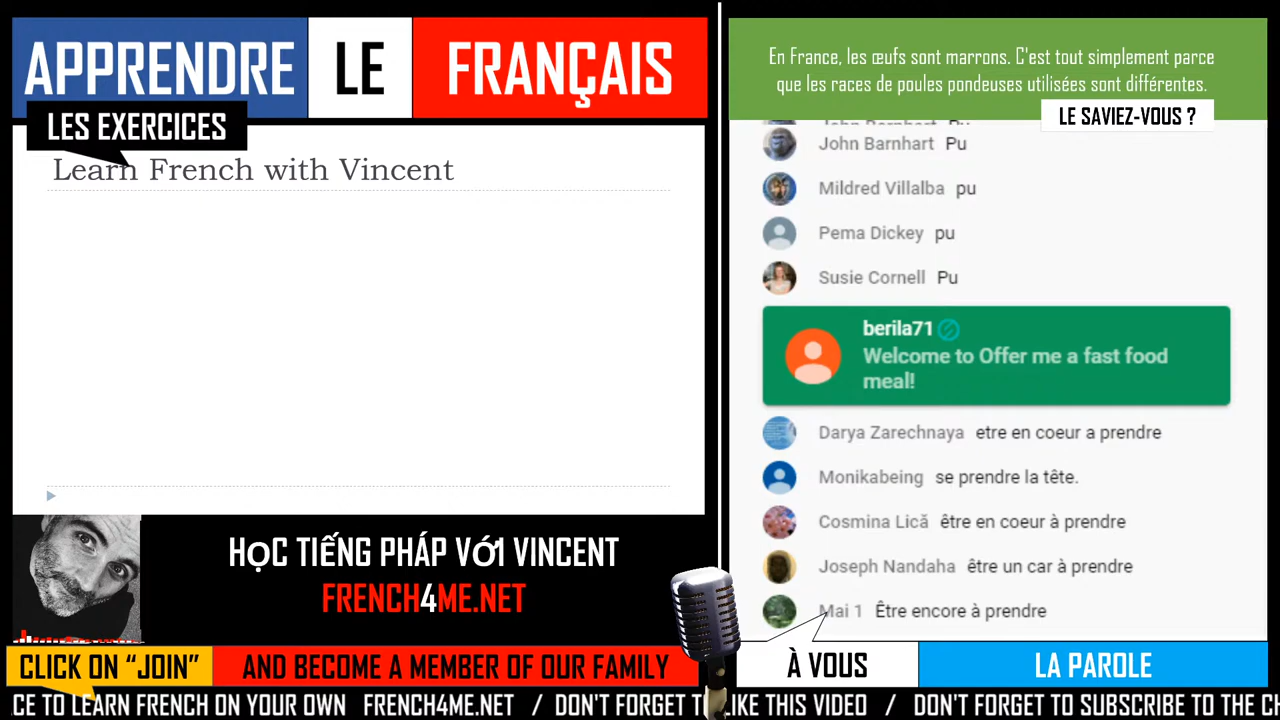 APPRENDRE LE FRANÇAIS
LES EXERCICES
Learn French with Vincent
HỌC TIẾNG PHÁP VỚI VINCENT
FRENCH4ME.NET
CLICK ON “JOIN” AND BECOME A MEMBER OF OUR FAMILY
En France, les œufs sont marrons. C'est tout simplement parce
que les races de poules pondeuses utilisées sont différentes.
LE SAVIEZ-VOUS ?
John Barnhart Pu
John Barnhart Pu
Mildred Villalba pu
Pema Dickey pu
Susie Cornell Pu
berila71
Welcome to Offer me a fast food
meal!
Darya Zarechnaya etre en coeur a prendre
Monikabeing se prendre la tête.
Cosmina Lică être en coeur à prendre
Joseph Nandaha être un car à prendre
Mai 1 Être encore à prendre
À VOUS LA PAROLE
CE TO LEARN FRENCH ON YOUR OWN FRENCH4ME.NET / DON'T FORGET TO LIKE THIS VIDEO / DON'T FORGET TO SUBSCRIBE TO THE C